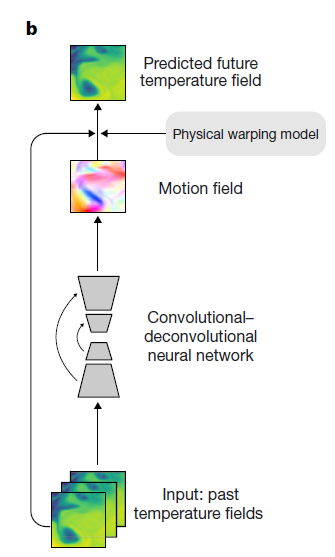 b
Predicted future
temperature field
Physical warping model
Motion field
Convolutional–
deconvolutional
neural network
Input: past
temperature fields